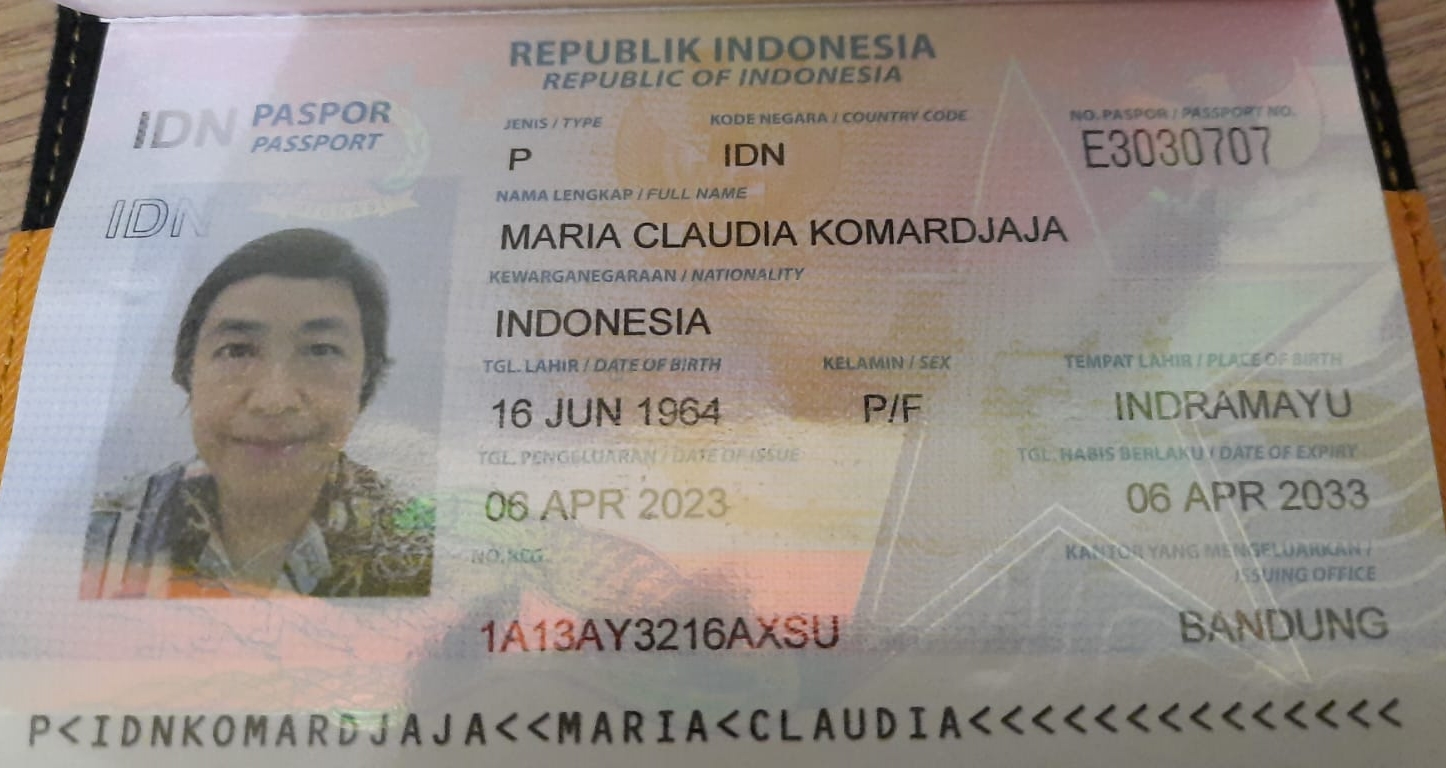 REPUBLIK INDONESIA
REPUBLIC OF INDONESIA
IDN PASPOR
PASSPORT
JENIS / TYPE KODE NEGARA / COUNTRY CODE NO. PASPOR / PASSPORT NO.
P IDN E3030707
IDN
NAMA LENGKAP / FULL NAME
MARIA CLAUDIA KOMARDJAJA
KEWARGANEGARAAN / NATIONALITY
INDONESIA
TGL. LAHIR / DATE OF BIRTH KELAMIN / SEX TEMPAT LAHIR / PLACE OF BIRTH
16 JUN 1964 P/F INDRAMAYU
TGL. PENGELUARAN / DATE OF ISSUE TGL. HABIS BERLAKU / DATE OF EXPIRY
06 APR 2023 06 APR 2033
NO. REG. KANTOR YANG MENGELUARKAN /
ISSUING OFFICE
1A13AY3216AXSU BANDUNG
P<IDNKOMARDJAJA<<MARIA<CLAUDIA<<<<<<<<<<<<<<